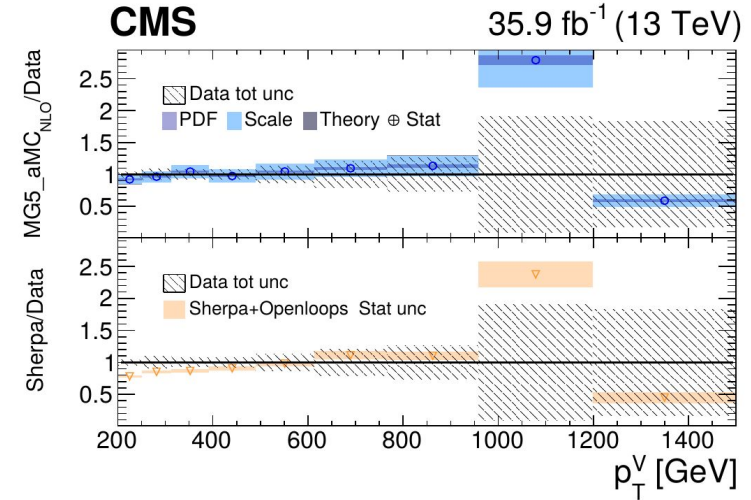 CMS 35.9 fb⁻¹ (13 TeV)
MG5_aMC_NLO/Data
2.5
2
1.5
1
0.5
Data tot unc
PDF Scale Theory ⊕ Stat
Sherpa/Data
2.5
2
1.5
1
0.5
Data tot unc
Sherpa+Openloops Stat unc
200 400 600 800 1000 1200 1400
p_T^V [GeV]